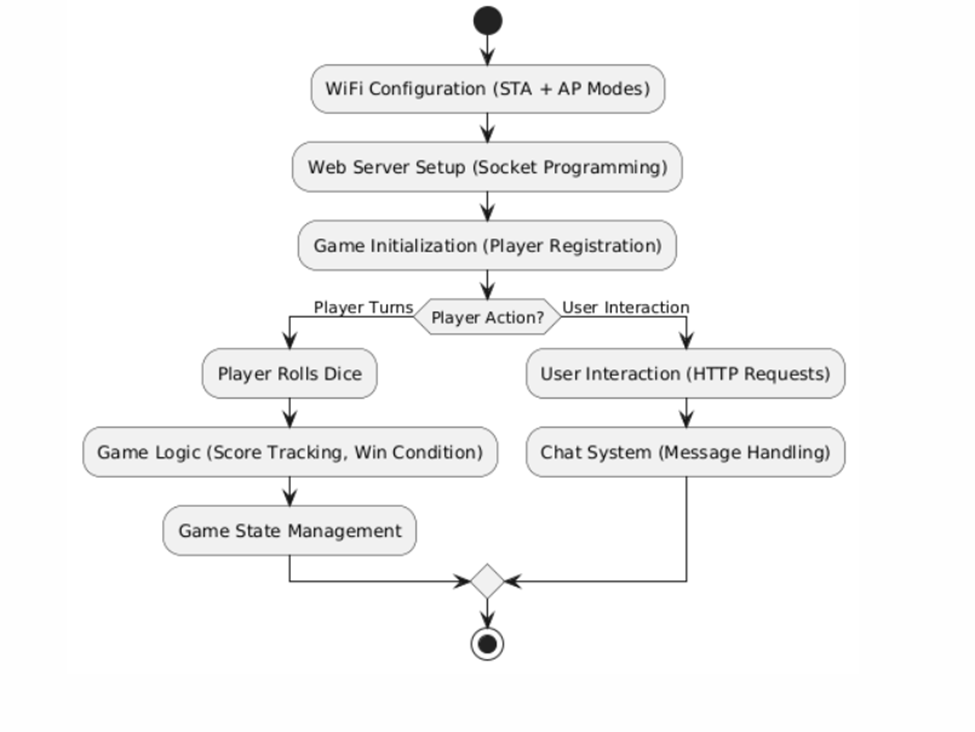 WiFi Configuration (STA + AP Modes)
Web Server Setup (Socket Programming)
Game Initialization (Player Registration)
Player Turns
Player Action?
User Interaction
Player Rolls Dice
User Interaction (HTTP Requests)
Game Logic (Score Tracking, Win Condition)
Chat System (Message Handling)
Game State Management